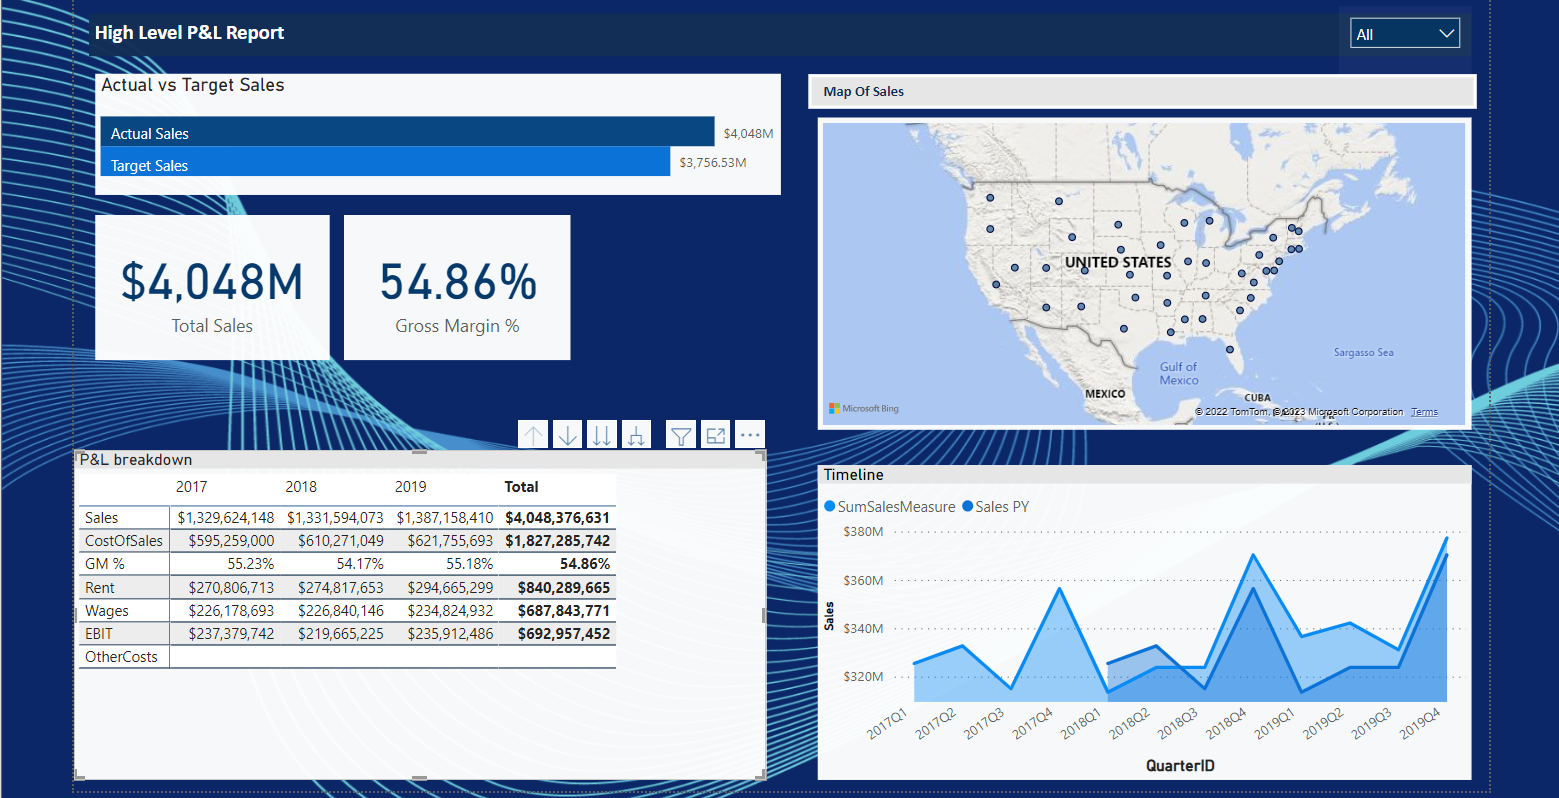 High Level P&L Report
All
Actual vs Target Sales
Actual Sales
$4,048M
Target Sales
$3,756.53M
$4,048M
Total Sales
54.86%
Gross Margin %
Map Of Sales
UNITED STATES
MEXICO
Gulf of
Mexico
CUBA
Sargasso Sea
Microsoft Bing
© 2022 TomTom, © 2023 Microsoft Corporation Terms
P&L breakdown
2017 2018 2019 Total
Sales $1,329,624,148 $1,331,594,073 $1,387,158,410 $4,048,376,631
CostOfSales $595,259,000 $610,271,049 $621,755,693 $1,827,285,742
GM % 55.23% 54.17% 55.18% 54.86%
Rent $270,806,713 $274,817,653 $294,665,299 $840,289,665
Wages $226,178,693 $226,840,146 $234,824,932 $687,843,771
EBIT $237,379,742 $219,665,225 $235,912,486 $692,957,452
OtherCosts
Timeline
SumSalesMeasure Sales PY
$380M
$360M
$340M
$320M
Sales
2017Q1 2017Q2 2017Q3 2017Q4 2018Q1 2018Q2 2018Q3 2018Q4 2019Q1 2019Q2 2019Q3 2019Q4
QuarterID